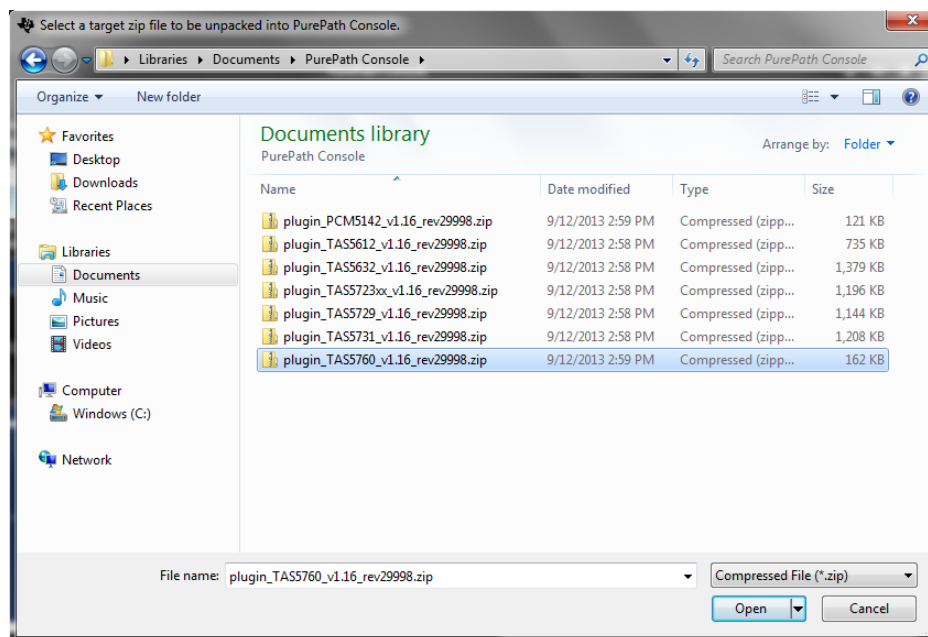 Select a target zip file to be unpacked into PurePath Console.
Libraries Documents PurePath Console Search PurePath Console
Organize New folder
Favorites
Desktop
Downloads
Recent Places
Libraries
Documents
Music
Pictures
Videos
Computer
Windows (C:)
Network
Documents library
PurePath Console
Arrange by: Folder
Name Date modified Type Size
plugin_PCM5142_v1.16_rev29998.zip 9/12/2013 2:59 PM Compressed (zipp... 121 KB
plugin_TAS5612_v1.16_rev29998.zip 9/12/2013 2:58 PM Compressed (zipp... 735 KB
plugin_TAS5632_v1.16_rev29998.zip 9/12/2013 2:58 PM Compressed (zipp... 1,379 KB
plugin_TAS5723xx_v1.16_rev29998.zip 9/12/2013 2:58 PM Compressed (zipp... 1,196 KB
plugin_TAS5729_v1.16_rev29998.zip 9/12/2013 2:58 PM Compressed (zipp... 1,144 KB
plugin_TAS5731_v1.16_rev29998.zip 9/12/2013 2:58 PM Compressed (zipp... 1,208 KB
plugin_TAS5760_v1.16_rev29998.zip 9/12/2013 2:59 PM Compressed (zipp... 162 KB
File name: plugin_TAS5760_v1.16_rev29998.zip Compressed File (*.zip)
Open Cancel